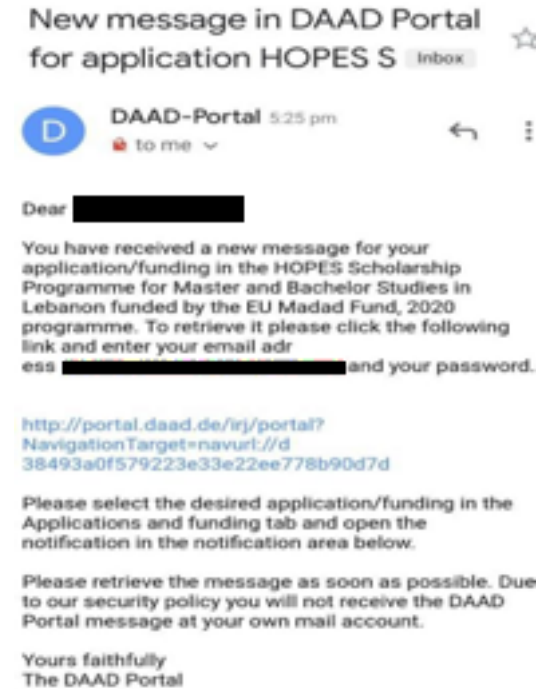 New message in DAAD Portal
for application HOPES S Inbox
D
DAAD-Portal 5:25 pm
to me
Dear
You have received a new message for your
application/funding in the HOPES Scholarship
Programme for Master and Bachelor Studies in
Lebanon funded by the EU Madad Fund, 2020
programme. To retrieve it please click the following
link and enter your email adr
ess and your password.
http://portal.daad.de/irj/portal?
NavigationTarget=navurl://d
38493a0f579223e33e22ee778b90d7d
Please select the desired application/funding in the
Applications and funding tab and open the
notification in the notification area below.
Please retrieve the message as soon as possible. Due
to our security policy you will not receive the DAAD
Portal message at your own mail account.
Yours faithfully
The DAAD Portal